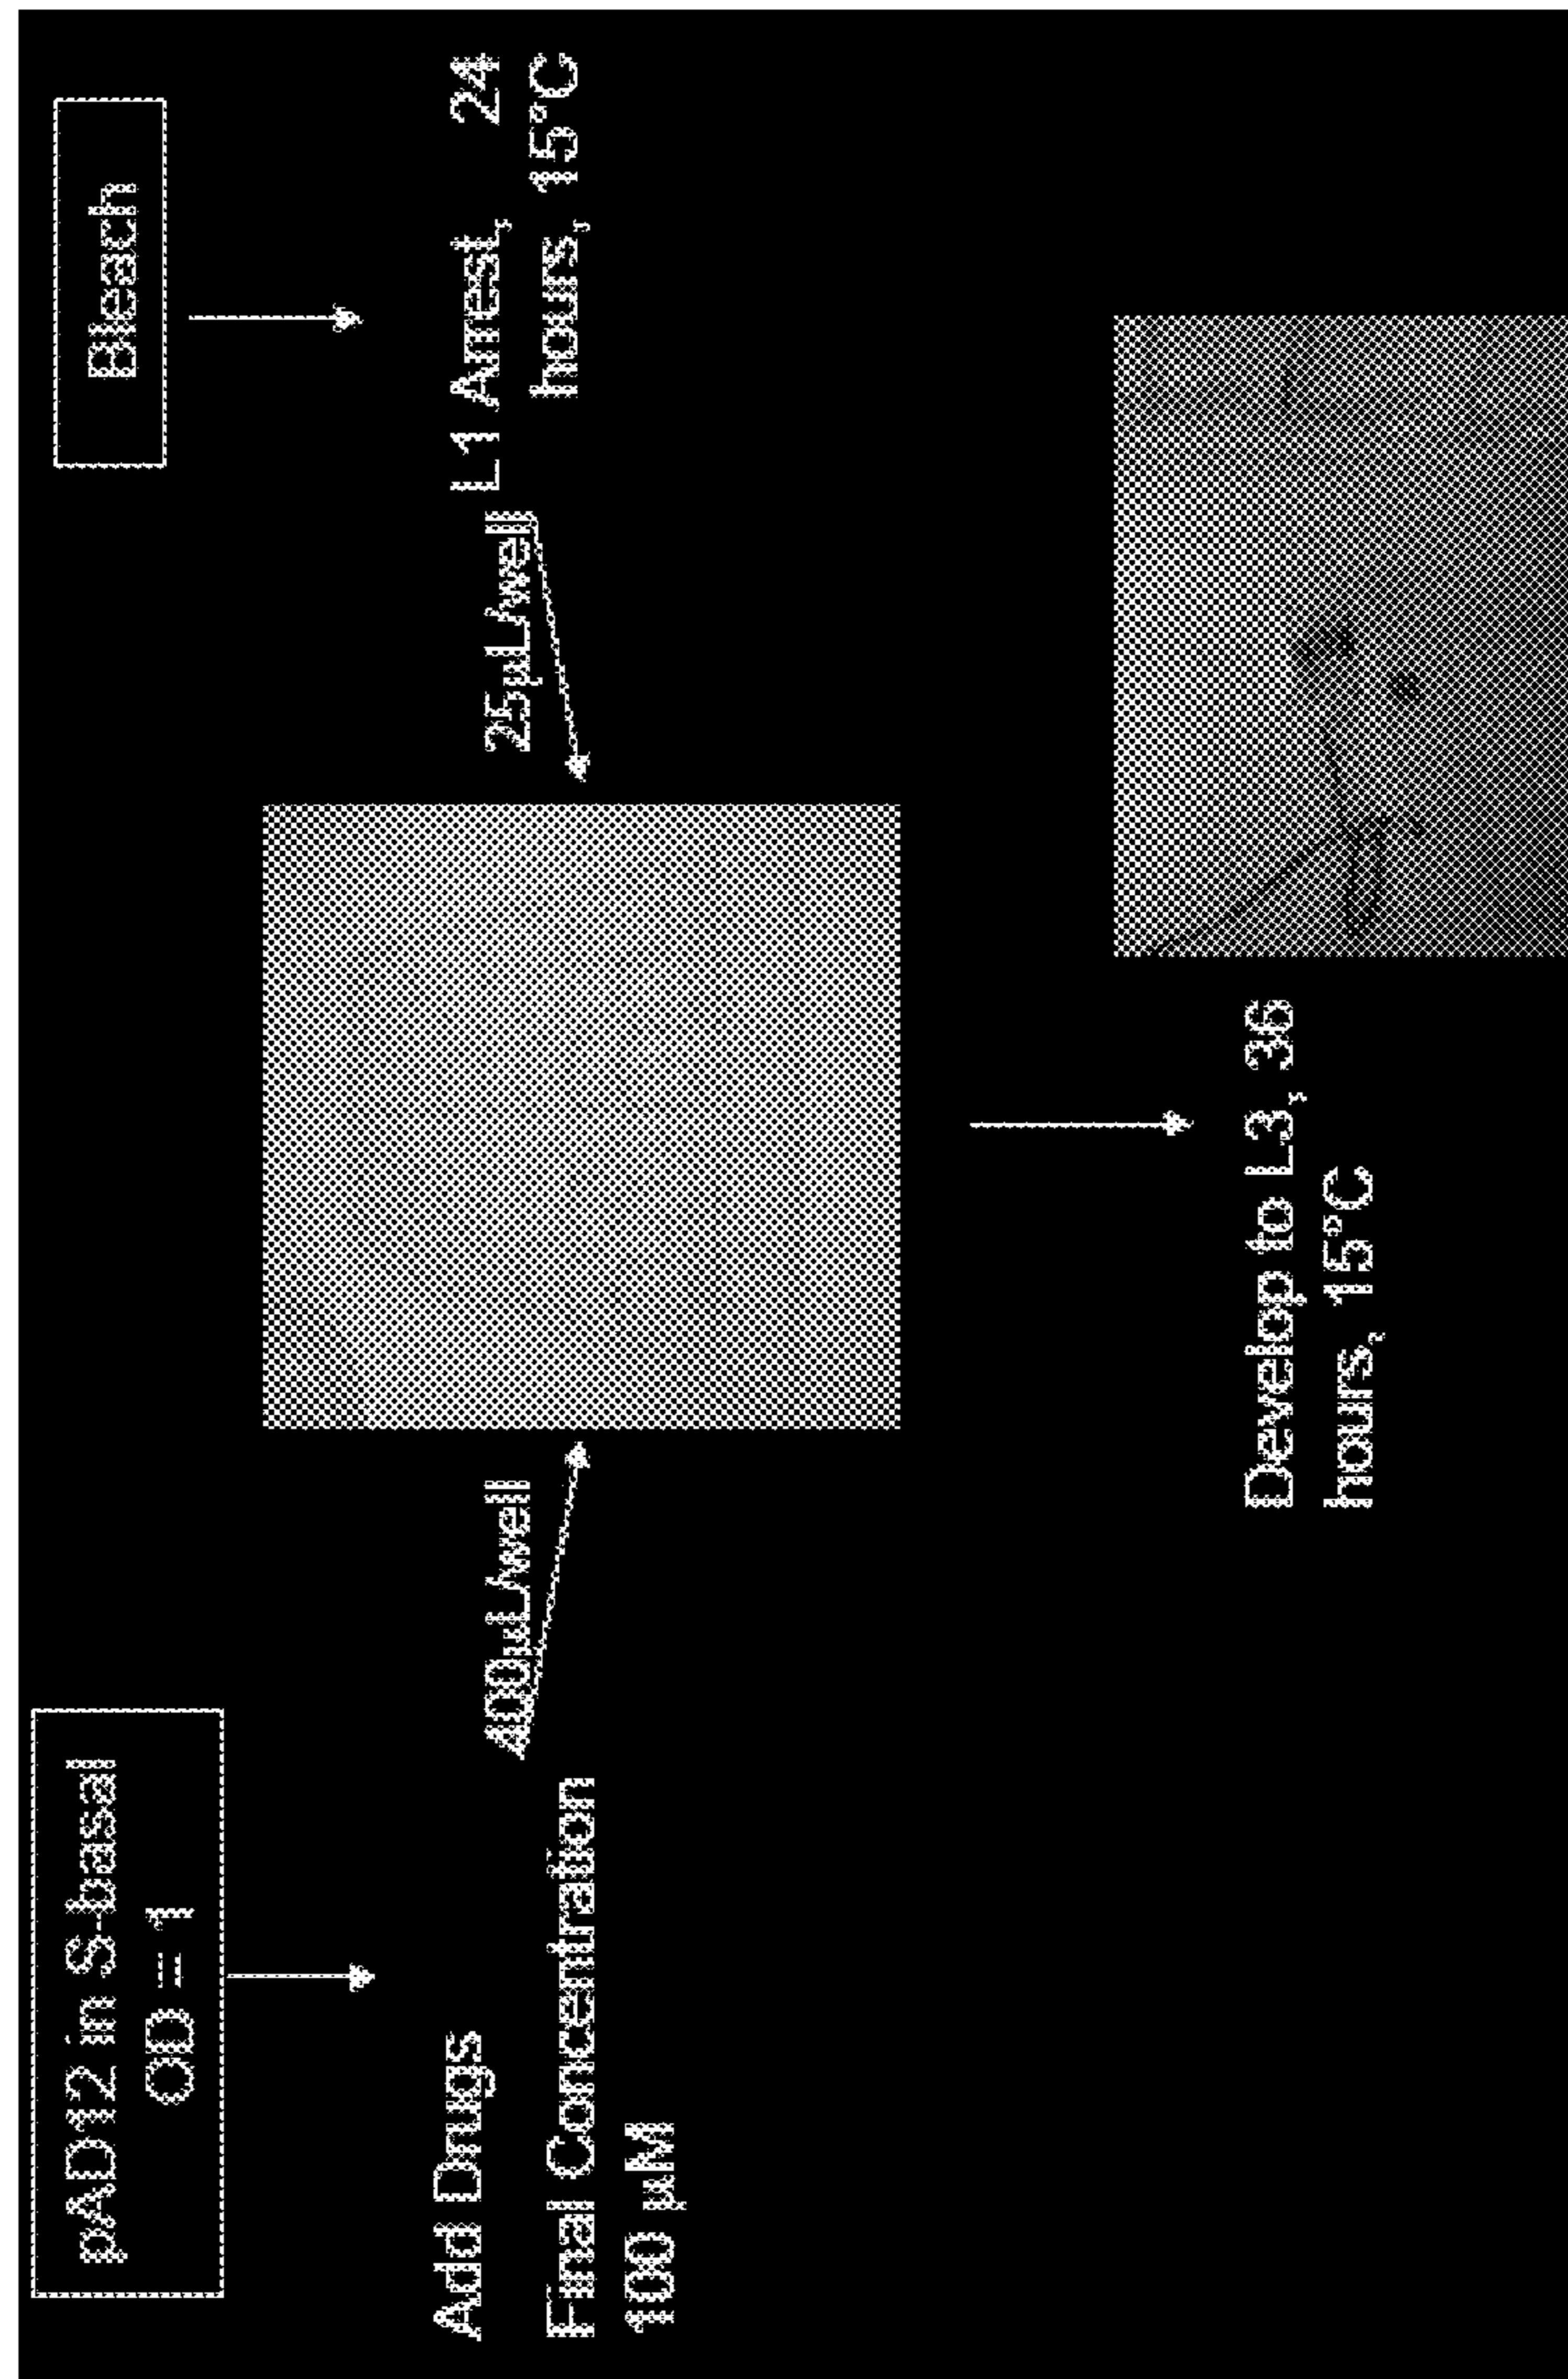 pAD12 in S-basal
OD = 1
Bleach
Add Drugs
Final Concentration
100 µM
400µL/well
25µL/well
L1 Arrest, 24
hours, 15°C
Develop to L3, 36
hours, 15°C